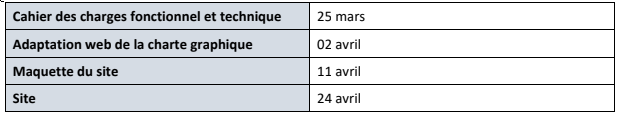 Cahier des charges fonctionnel et technique 25 mars
Adaptation web de la charte graphique 02 avril
Maquette du site 11 avril
Site 24 avril